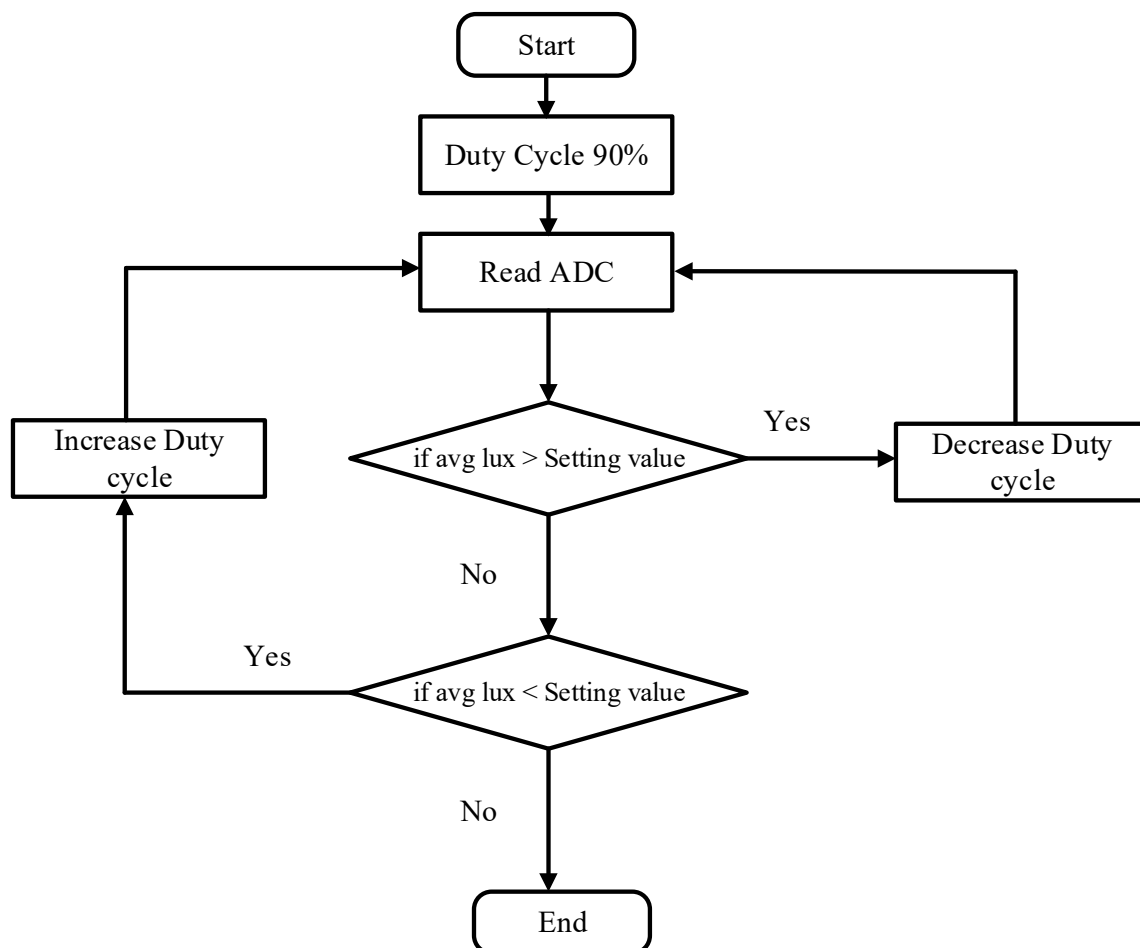 Start
Duty Cycle 90%
Read ADC
if avg lux > Setting value
Yes
Decrease Duty
cycle
Increase Duty
cycle
No
if avg lux < Setting value
Yes
No
End